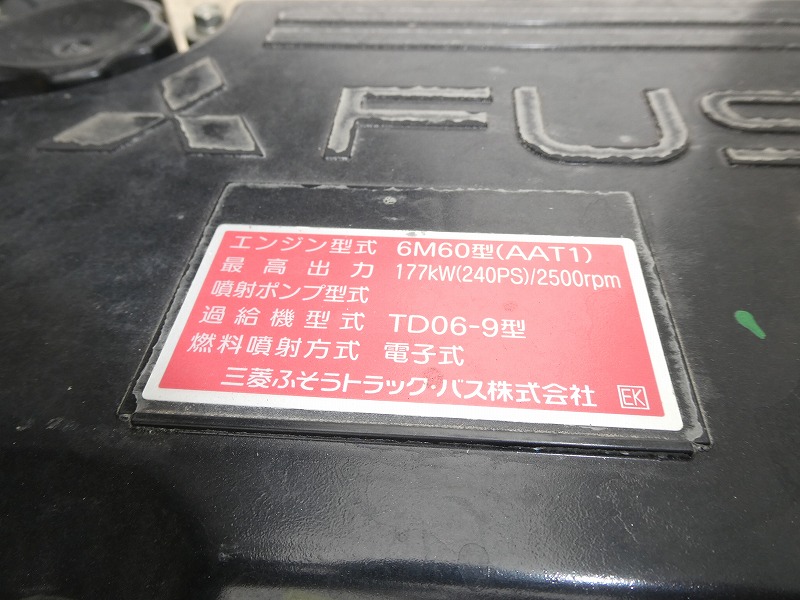 FUS
エンジン型式 6M60型(AAT1)
最高出力 177kW(240PS)/2500rpm
噴射ポンプ型式
過給機型式 TD06-9型
燃料噴射方式 電子式
三菱ふそうトラック・バス株式会社 EK